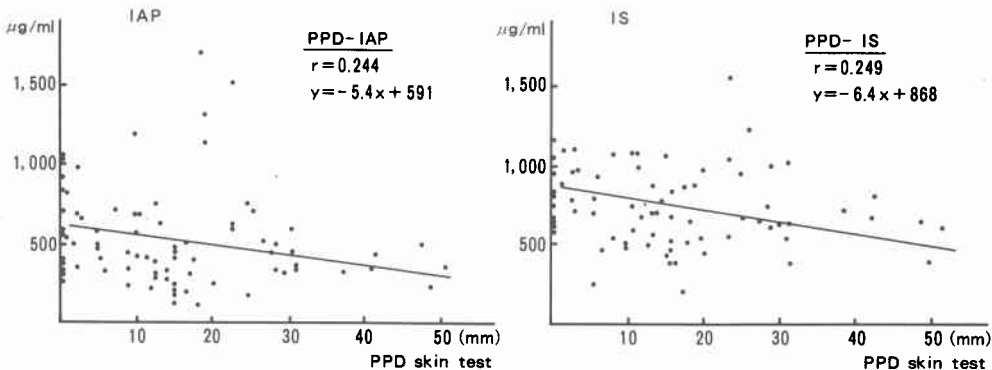 IAP
μg/ml
PPD-IAP
r=0.244
y=-5.4x+591
1,500
1,000
500
10
20
30
40
50 (mm)
PPD skin test
IS
μg/ml
PPD-IS
r=0.249
y=-6.4x+868
1,500
1,000
500
10
20
30
40
50 (mm)
PPD skin test